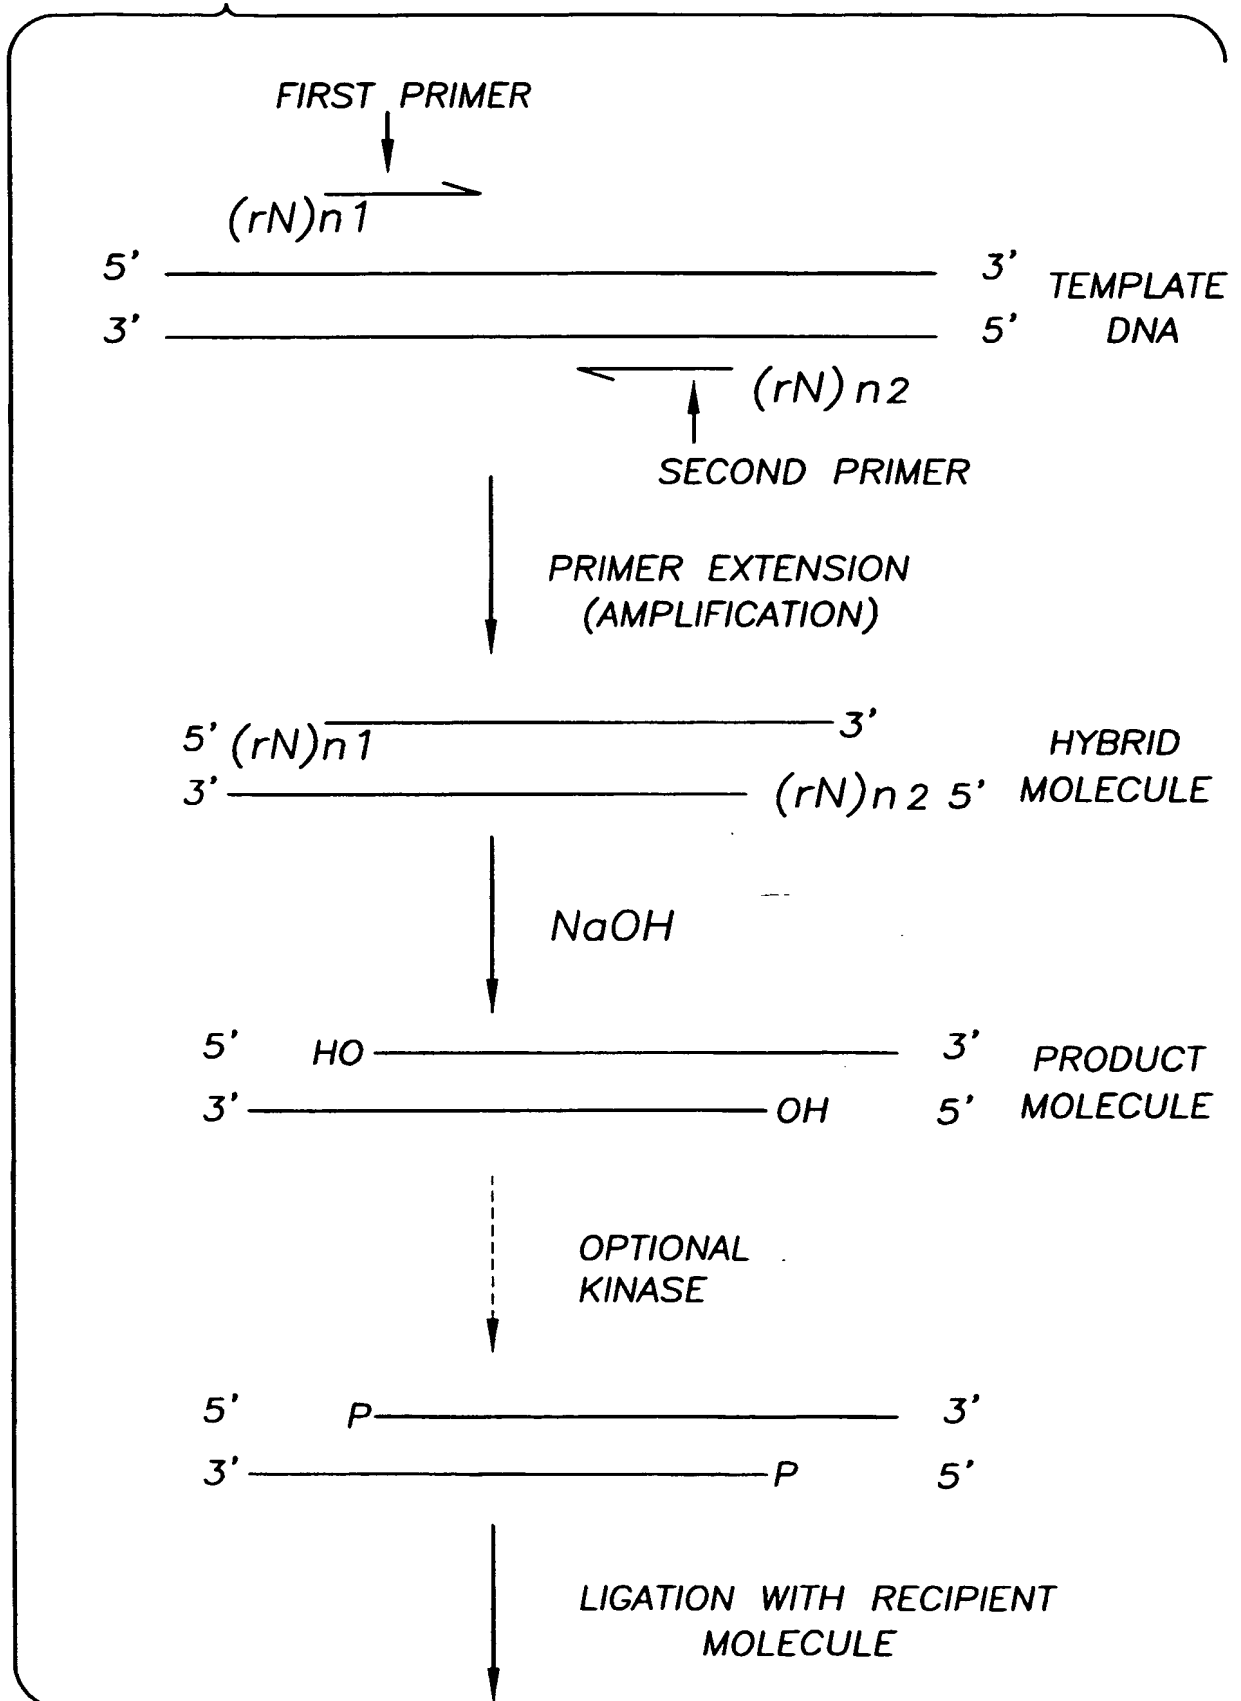 FIRST PRIMER
(rN)n1
5' 3'
TEMPLATE
DNA
3' 5'
(rN) n2
SECOND PRIMER
PRIMER EXTENSION
(AMPLIFICATION)
5' (rN)n1 3'
HYBRID
MOLECULE
3' (rN)n2 5'
NaOH
5' HO 3'
PRODUCT
MOLECULE
3' OH 5'
OPTIONAL
KINASE
5' P 3'
3' P 5'
LIGATION WITH RECIPIENT
MOLECULE